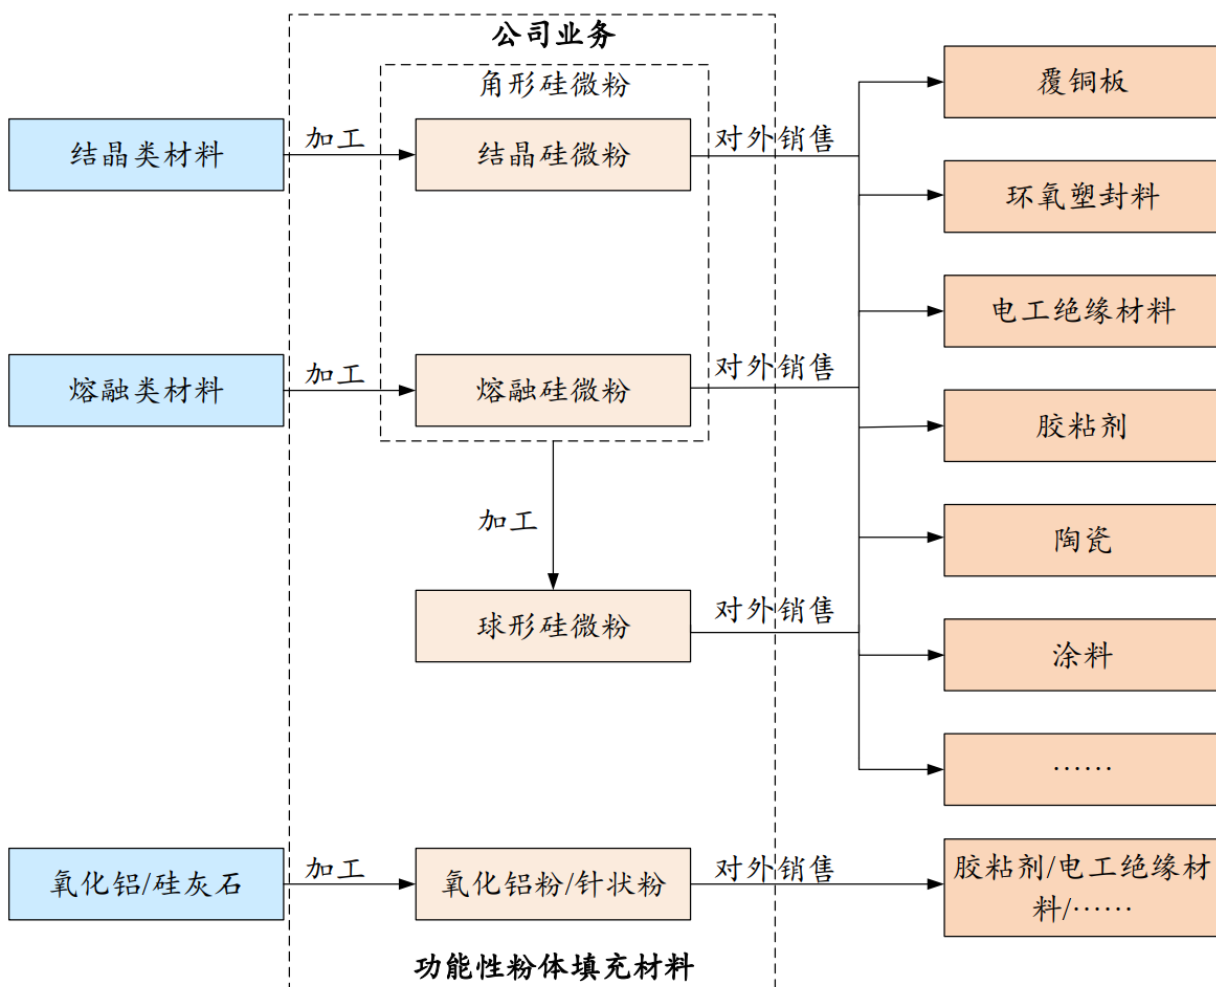 公司业务
角形硅微粉
覆铜板
结晶类材料
加工
结晶硅微粉
对外销售
环氧塑封料
电工绝缘材料
熔融类材料
加工
熔融硅微粉
对外销售
胶粘剂
加工
陶瓷
球形硅微粉
对外销售
涂料
……
氧化铝/硅灰石
加工
氧化铝粉/针状粉
对外销售
胶粘剂/电工绝缘材
料/……
功能性粉体填充材料